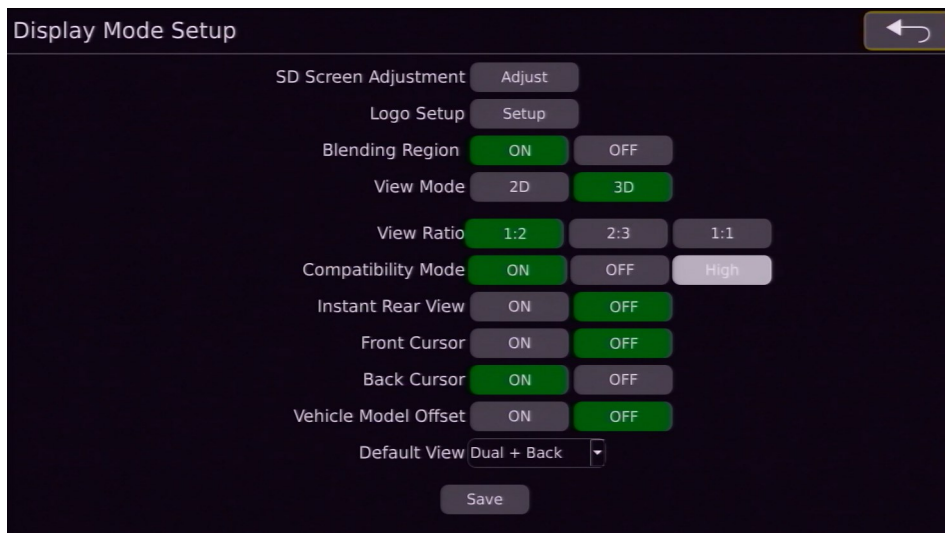 Display Mode Setup
SD Screen Adjustment Adjust
Logo Setup Setup
Blending Region ON OFF
View Mode 2D 3D
View Ratio 1:2 2:3 1:1
Compatibility Mode ON OFF High
Instant Rear View ON OFF
Front Cursor ON OFF
Back Cursor ON OFF
Vehicle Model Offset ON OFF
Default View Dual + Back
Save